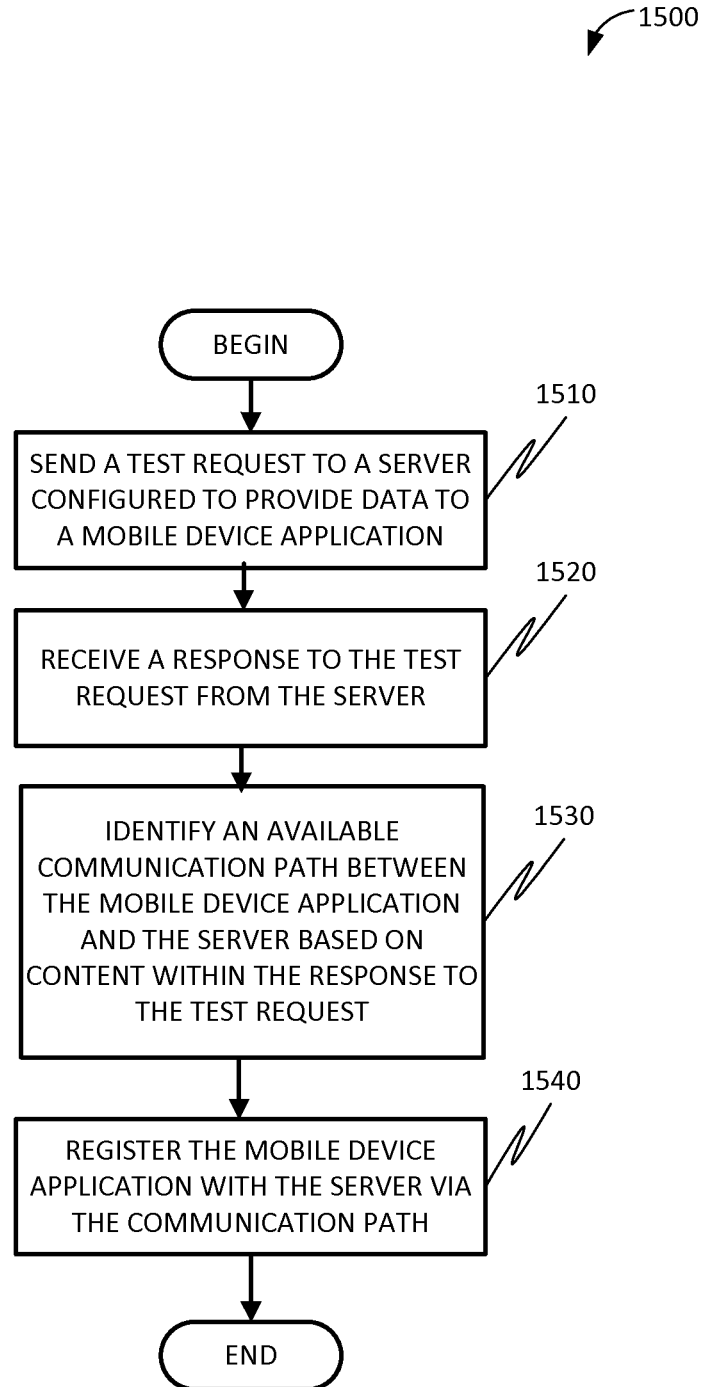 1500
BEGIN
1510
SEND A TEST REQUEST TO A SERVER
CONFIGURED TO PROVIDE DATA TO
A MOBILE DEVICE APPLICATION
1520
RECEIVE A RESPONSE TO THE TEST
REQUEST FROM THE SERVER
1530
IDENTIFY AN AVAILABLE
COMMUNICATION PATH BETWEEN
THE MOBILE DEVICE APPLICATION
AND THE SERVER BASED ON
CONTENT WITHIN THE RESPONSE TO
THE TEST REQUEST
1540
REGISTER THE MOBILE DEVICE
APPLICATION WITH THE SERVER VIA
THE COMMUNICATION PATH
END